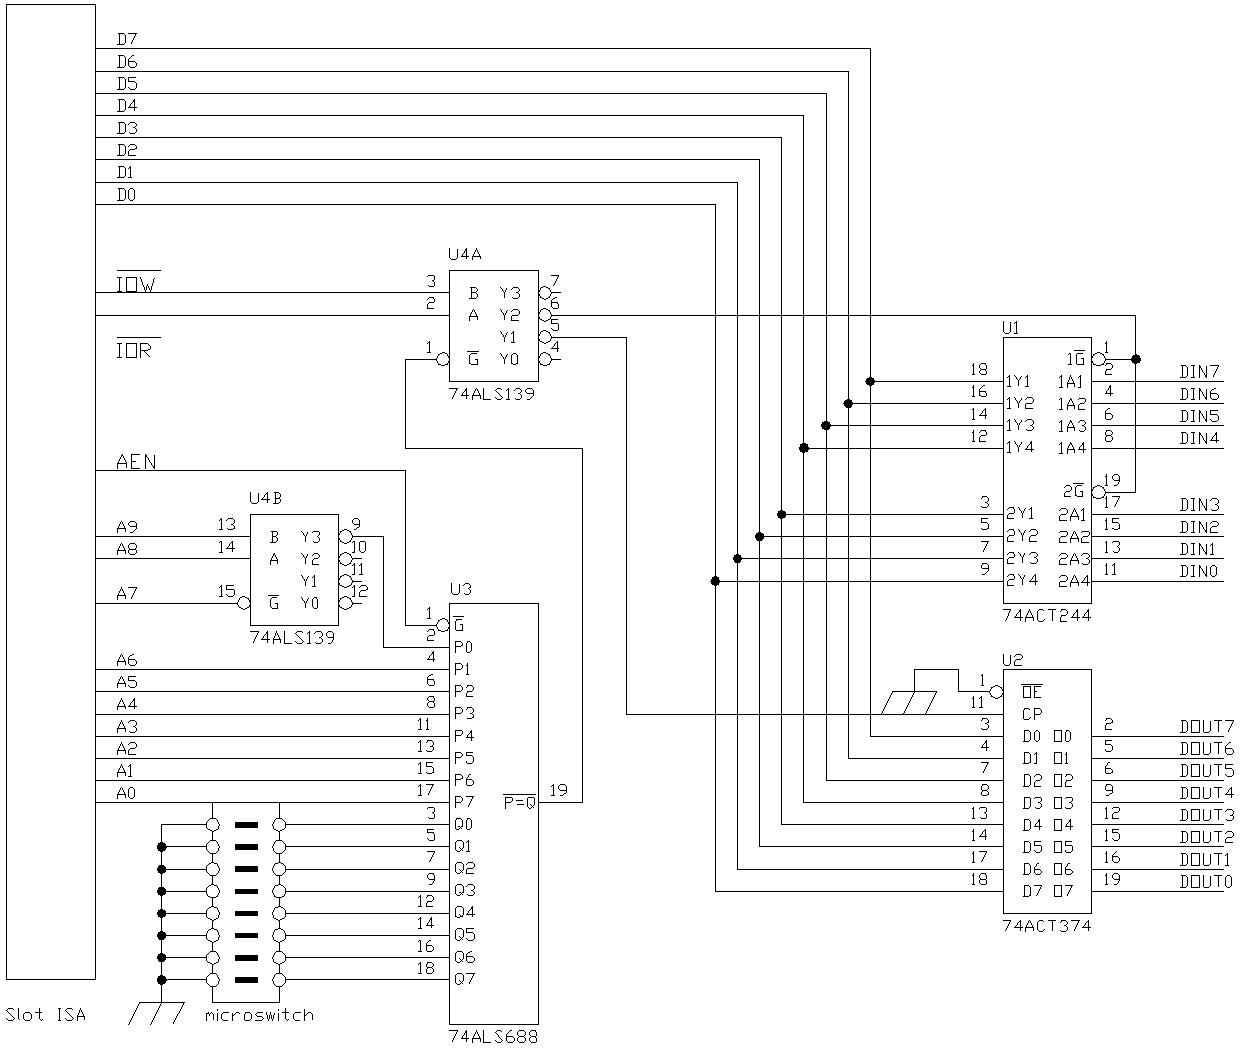 D7
D6
D5
D4
D3
D2
D1
D0
IOW
IOR
AEN
A9
A8
A7
A6
A5
A4
A3
A2
A1
A0
Slot ISA
U4A
3 B Y3 7
2 A Y2 6
Y1 5
1 G Y0 4
74ALS139
U4B
13 B Y3 9
14 A Y2 10
Y1 11
15 G Y0 12
74ALS139
U3
1 G
2 P0
4 P1
6 P2
8 P3
11 P4
13 P5
15 P6
17 P7 P=Q 19
3 Q0
5 Q1
7 Q2
9 Q3
12 Q4
14 Q5
16 Q6
18 Q7
74ALS688
microswitch
U1
1G 1
18 1Y1 1A1 2 DIN7
16 1Y2 1A2 4 DIN6
14 1Y3 1A3 6 DIN5
12 1Y4 1A4 8 DIN4
2G 19
3 2Y1 2A1 17 DIN3
5 2Y2 2A2 15 DIN2
7 2Y3 2A3 13 DIN1
9 2Y4 2A4 11 DIN0
74ACT244
U2
1 OE
11 CP
3 D0 O0 2 DOUT7
4 D1 O1 5 DOUT6
7 D2 O2 6 DOUT5
8 D3 O3 9 DOUT4
13 D4 O4 12 DOUT3
14 D5 O5 15 DOUT2
17 D6 O6 16 DOUT1
18 D7 O7 19 DOUT0
74ACT374